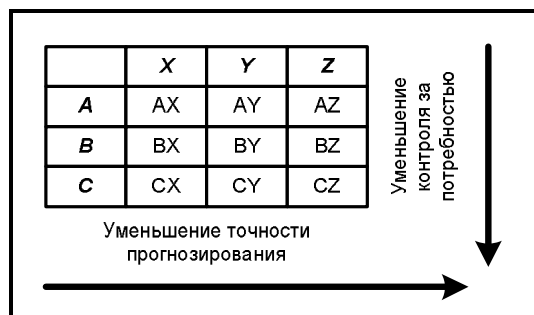 X Y Z
A AX AY AZ
B BX BY BZ
C CX CY CZ
Уменьшение
контроля за
потребностью
Уменьшение точности
прогнозирования